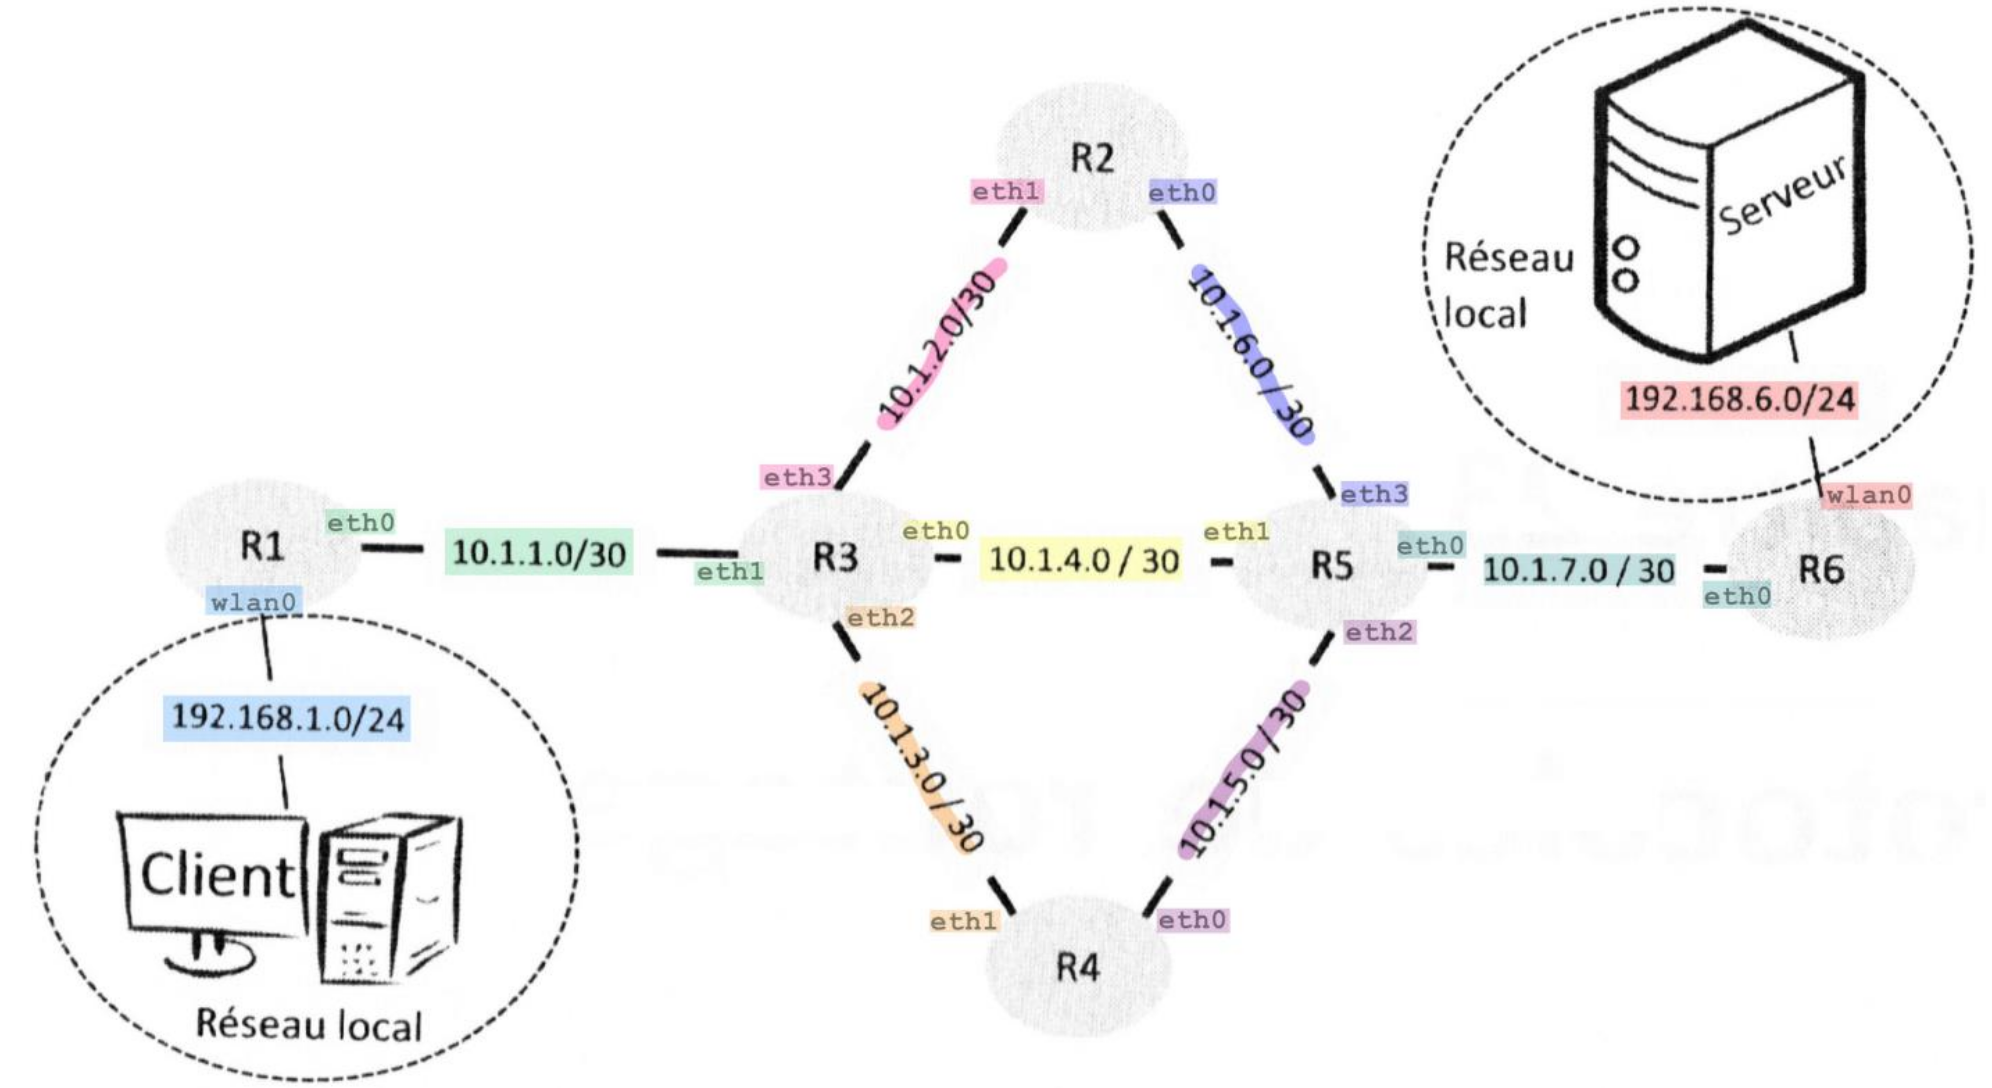 R2
eth1
eth0
10.1.2.0/30
10.1.6.0 / 30
Serveur
Réseau
local
192.168.6.0/24
wlan0
eth3
eth3
R1
eth0
10.1.1.0/30
eth1
R3
eth0
10.1.4.0 / 30
eth1
R5
eth0
10.1.7.0 / 30
eth0
R6
wlan0
eth2
eth2
192.168.1.0/24
10.1.3.0 / 30
10.1.5.0 / 30
Client
eth1
eth0
R4
Réseau local